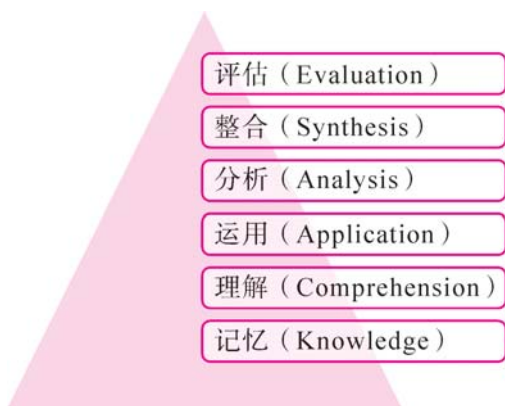 评估（Evaluation）
整合（Synthesis）
分析（Analysis）
运用（Application）
理解（Comprehension）
记忆（Knowledge）